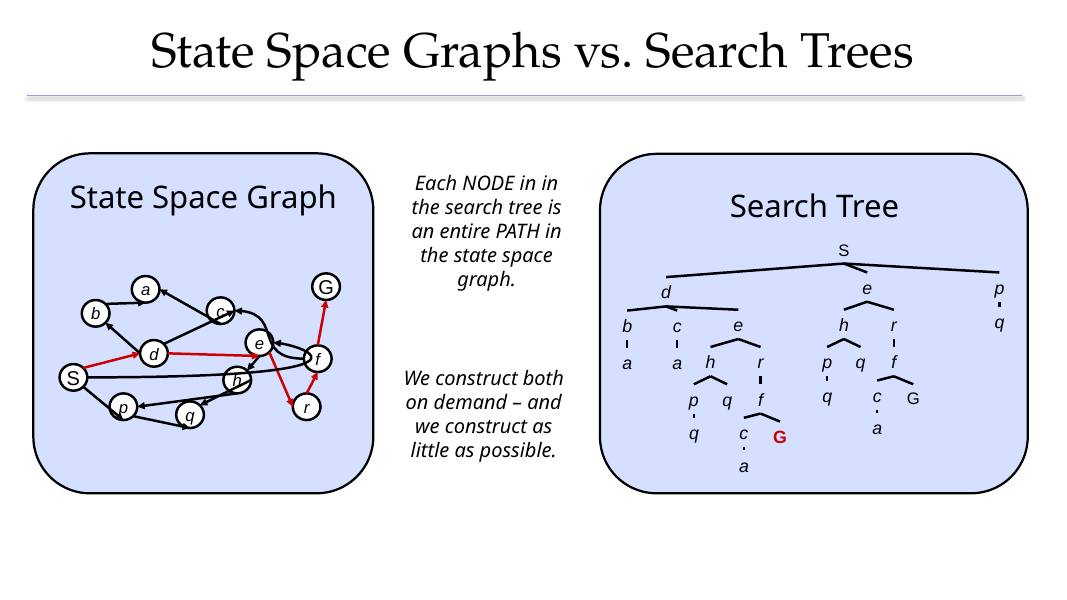 State Space Graphs vs. Search Trees
State Space Graph
a
G
b
c
d
e
f
S
h
p
q
r
Each NODE in in
the search tree is
an entire PATH in
the state space
graph.
We construct both
on demand – and
we construct as
little as possible.
Search Tree
S
d e p
b c e h r q
a a h r p q f
p q f q c G
q c G a
a